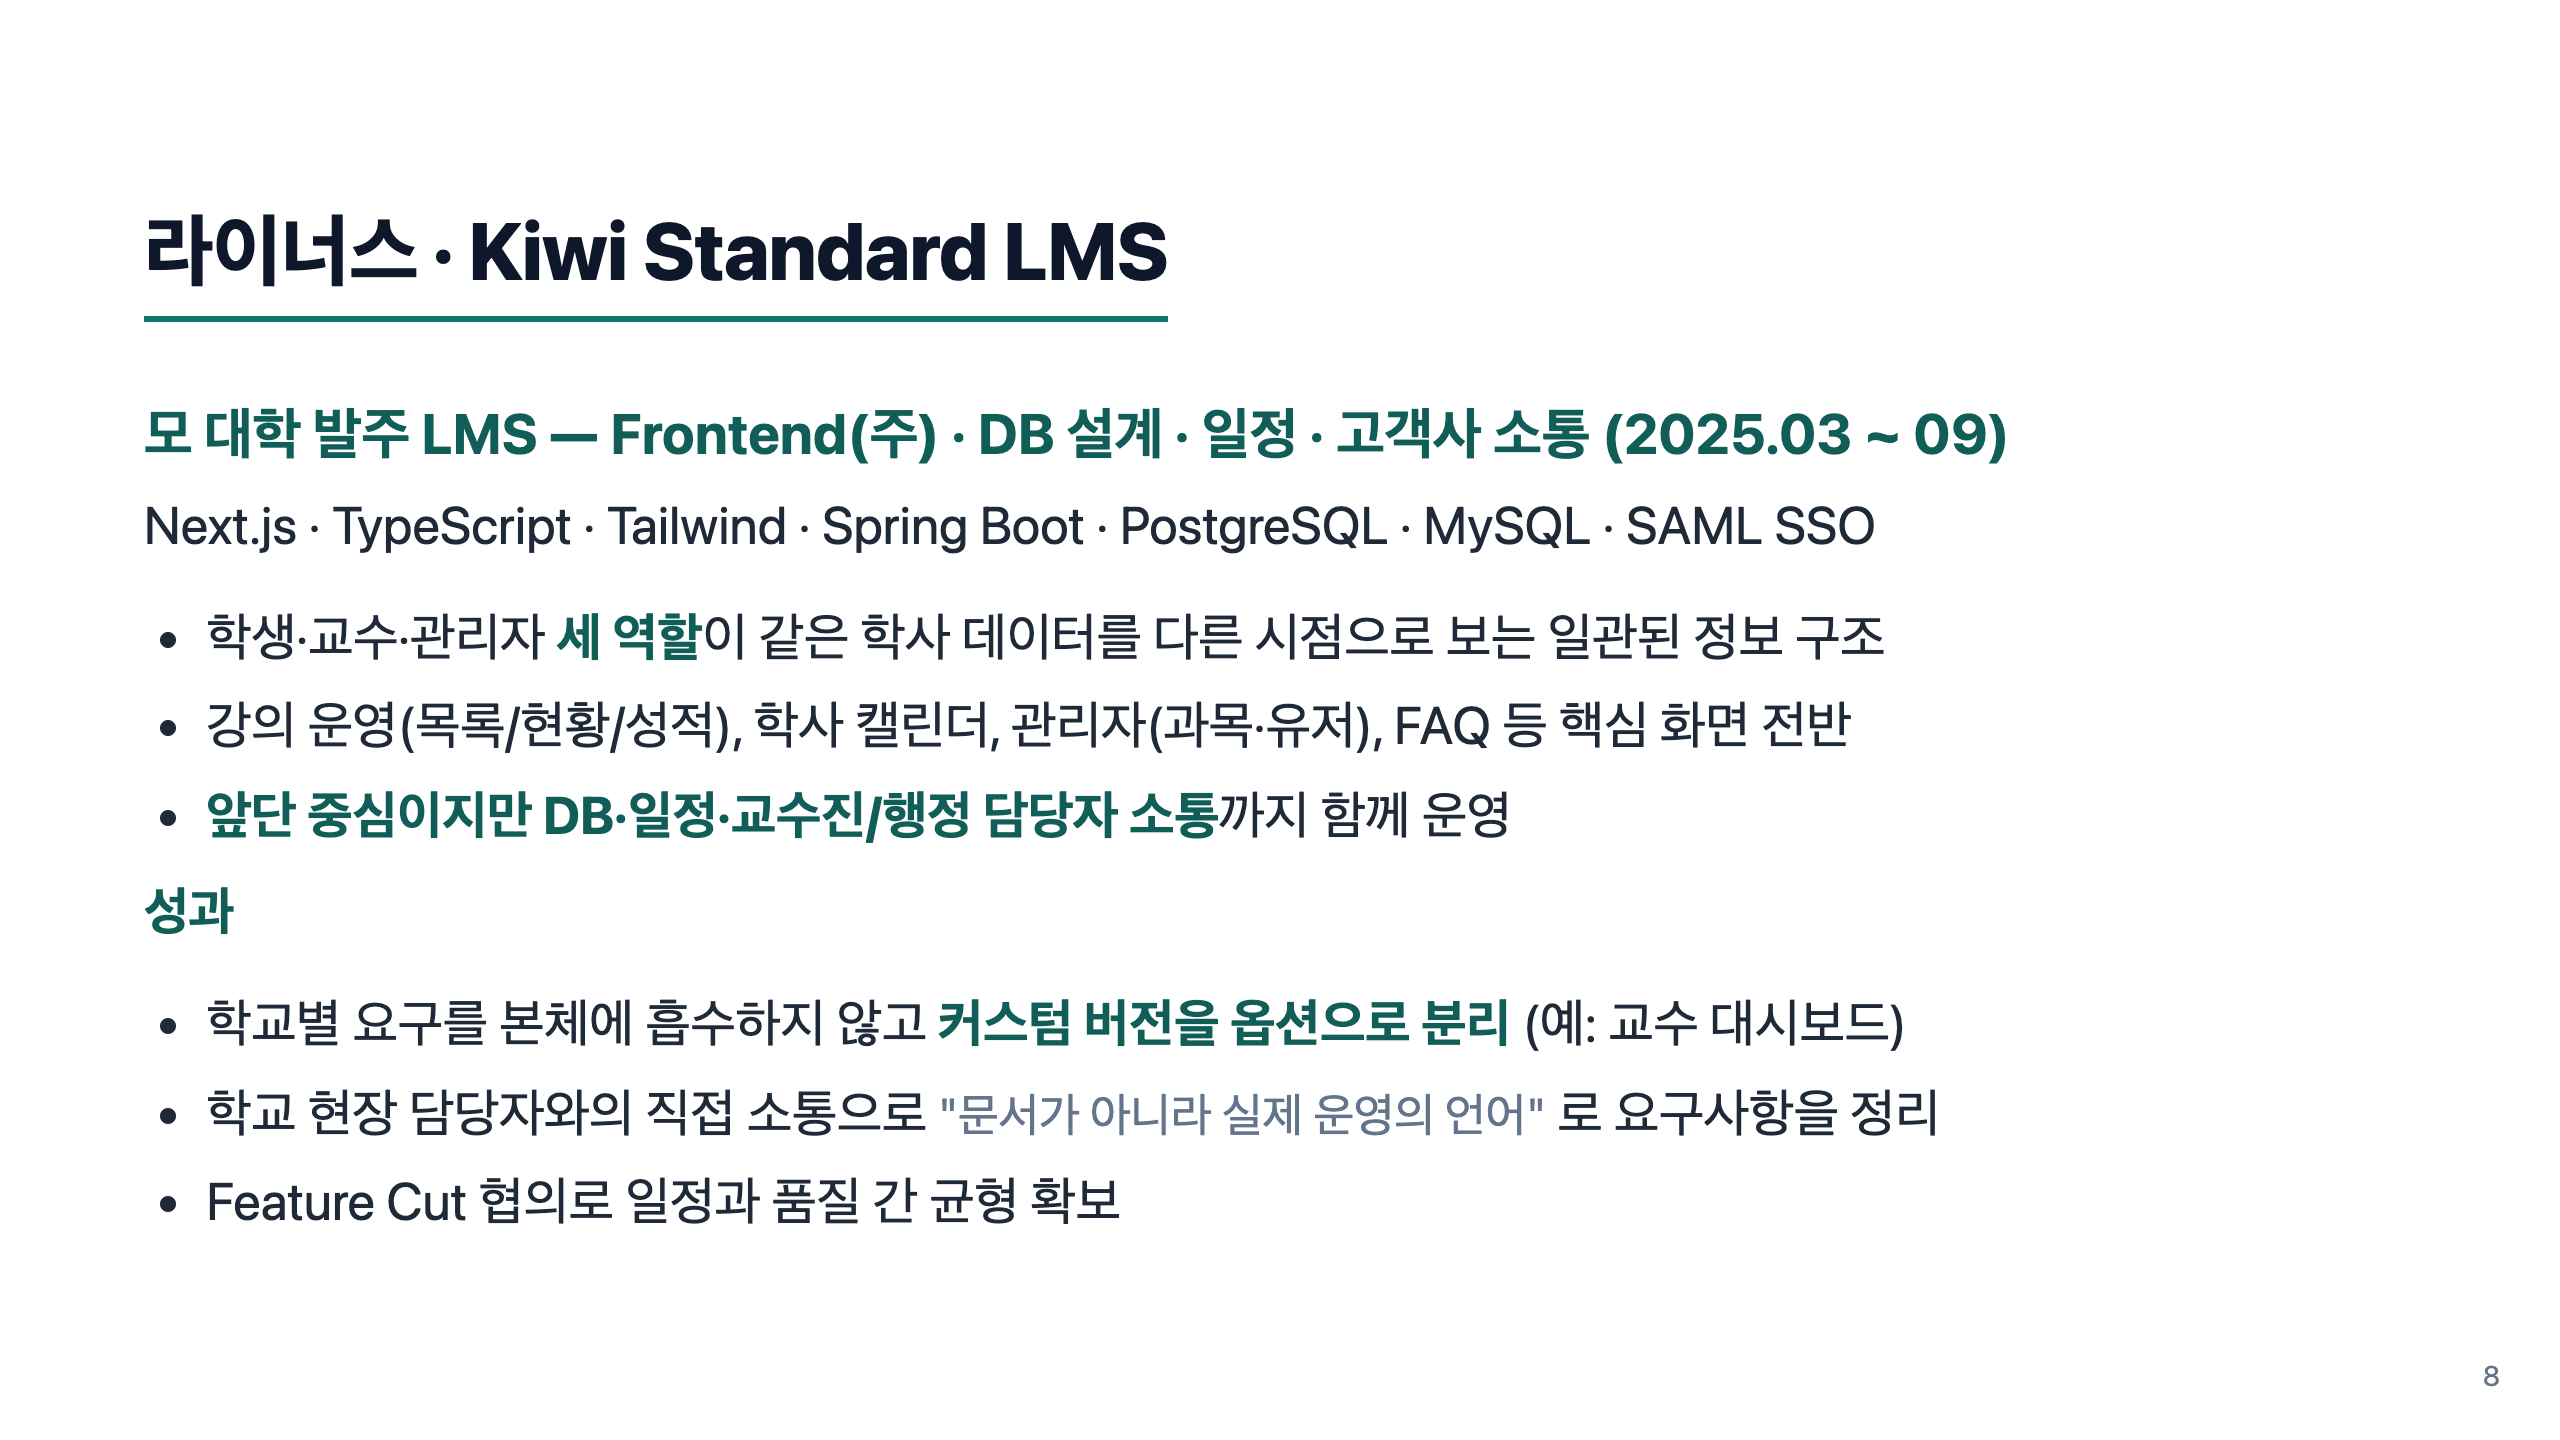 라이너스 · Kiwi Standard LMS
모 대학 발주 LMS — Frontend(주) · DB 설계 · 일정 · 고객사 소통 (2025.03 ~ 09)
Next.js · TypeScript · Tailwind · Spring Boot · PostgreSQL · MySQL · SAML SSO
• 학생·교수·관리자 세 역할이 같은 학사 데이터를 다른 시점으로 보는 일관된 정보 구조
• 강의 운영(목록/현황/성적), 학사 캘린더, 관리자(과목·유저), FAQ 등 핵심 화면 전반
• 앞단 중심이지만 DB·일정·교수진/행정 담당자 소통까지 함께 운영
성과
• 학교별 요구를 본체에 흡수하지 않고 커스텀 버전을 옵션으로 분리 (예: 교수 대시보드)
• 학교 현장 담당자와의 직접 소통으로 "문서가 아니라 실제 운영의 언어" 로 요구사항을 정리
• Feature Cut 협의로 일정과 품질 간 균형 확보
8